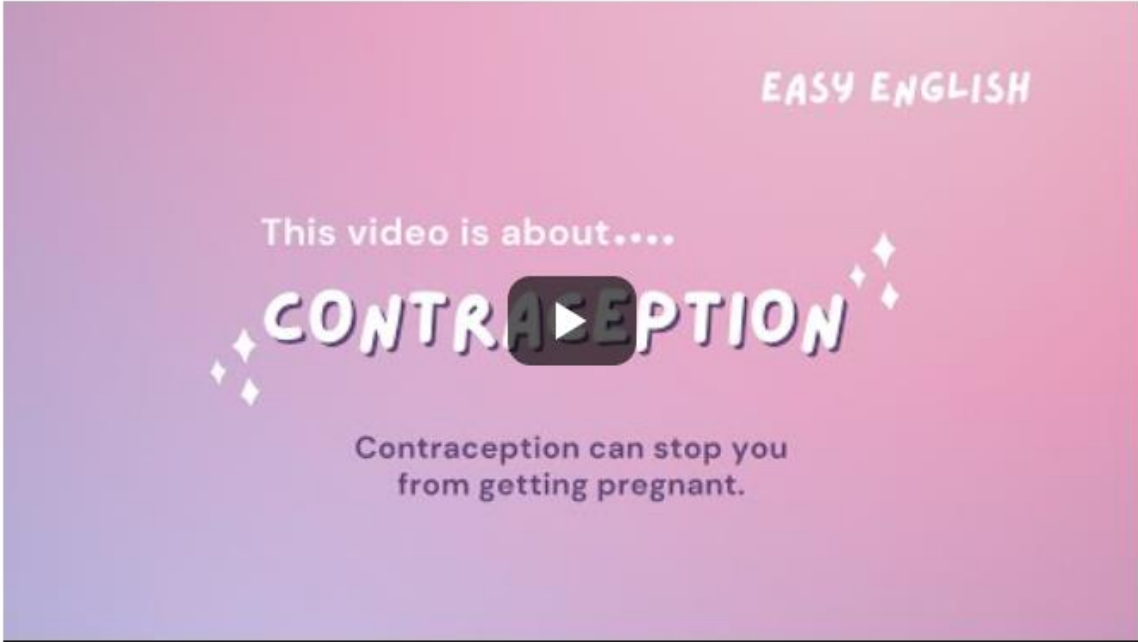 EASY ENGLISH
This video is about....
CONTRACEPTION
Contraception can stop you
from getting pregnant.